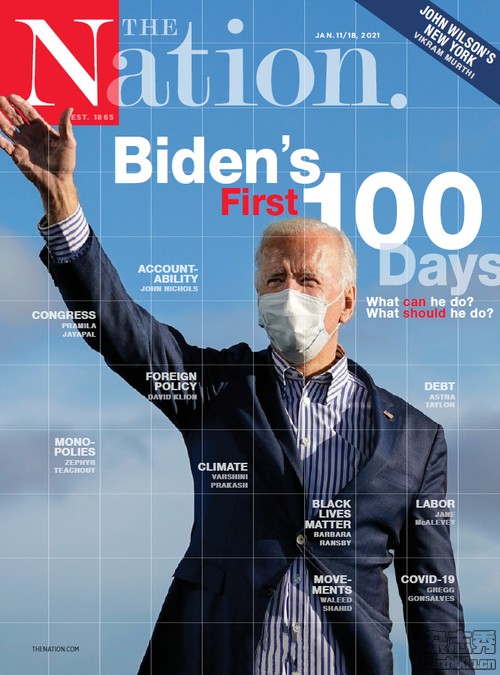 THE
Nation.
EST. 1865
JAN.11/18, 2021
JOHN WILSON'S
NEW YORK
VIKRAM MURTHI
Biden's
First 100
Days
What can he do?
What should he do?
ACCOUNT-
ABILITY
JOHN NICHOLS
CONGRESS
PRAMILA
JAYAPAL
FOREIGN
POLICY
DAVID KLION
DEBT
ASTRA
TAYLOR
MONO-
POLIES
ZEPHYR
TEACHOUT
CLIMATE
VARSHINI
PRAKASH
BLACK
LIVES
MATTER
BARBARA
RANSBY
LABOR
JANE
McALEVEY
MOVE-
MENTS
WALEED
SHAHID
COVID-19
GREGG
GONSALVES
THENATION.COM